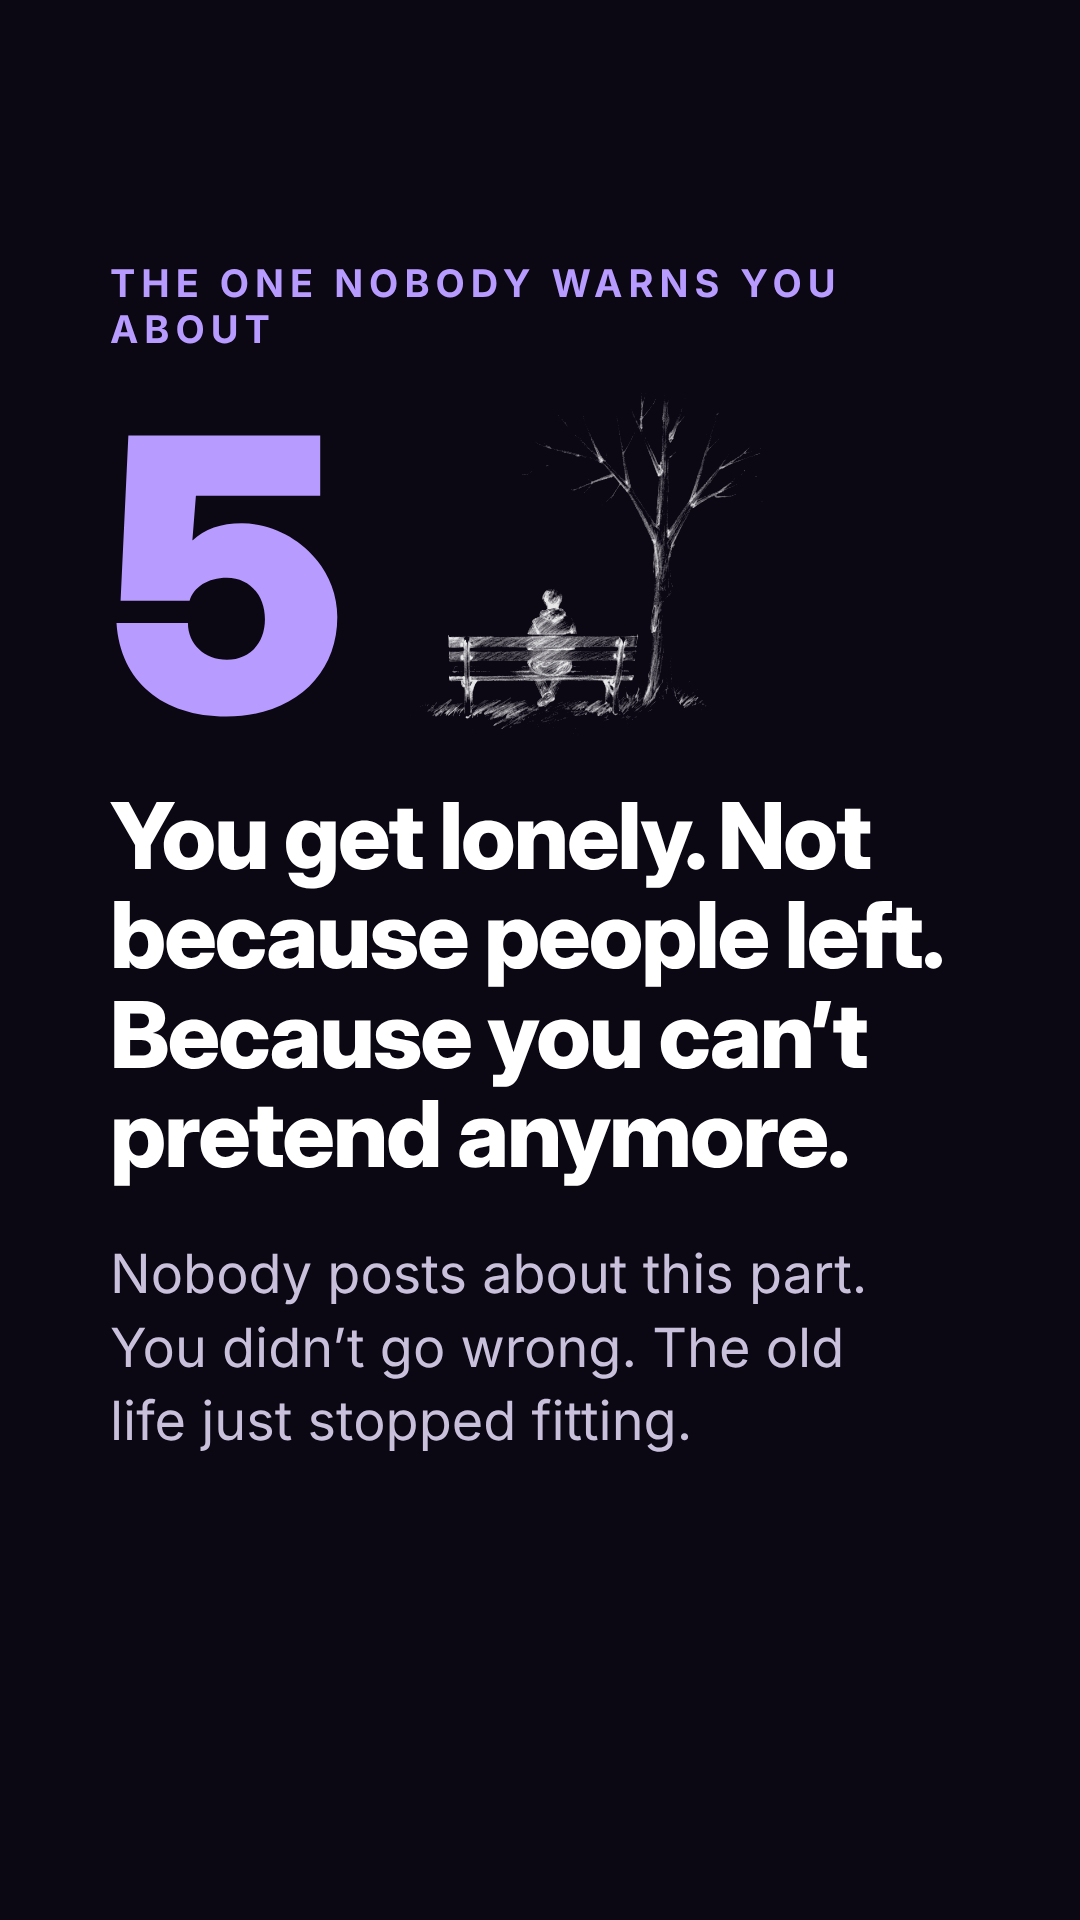 THE ONE NOBODY WARNS YOU
ABOUT
5
You get lonely. Not
because people left.
Because you can’t
pretend anymore.
Nobody posts about this part.
You didn’t go wrong. The old
life just stopped fitting.